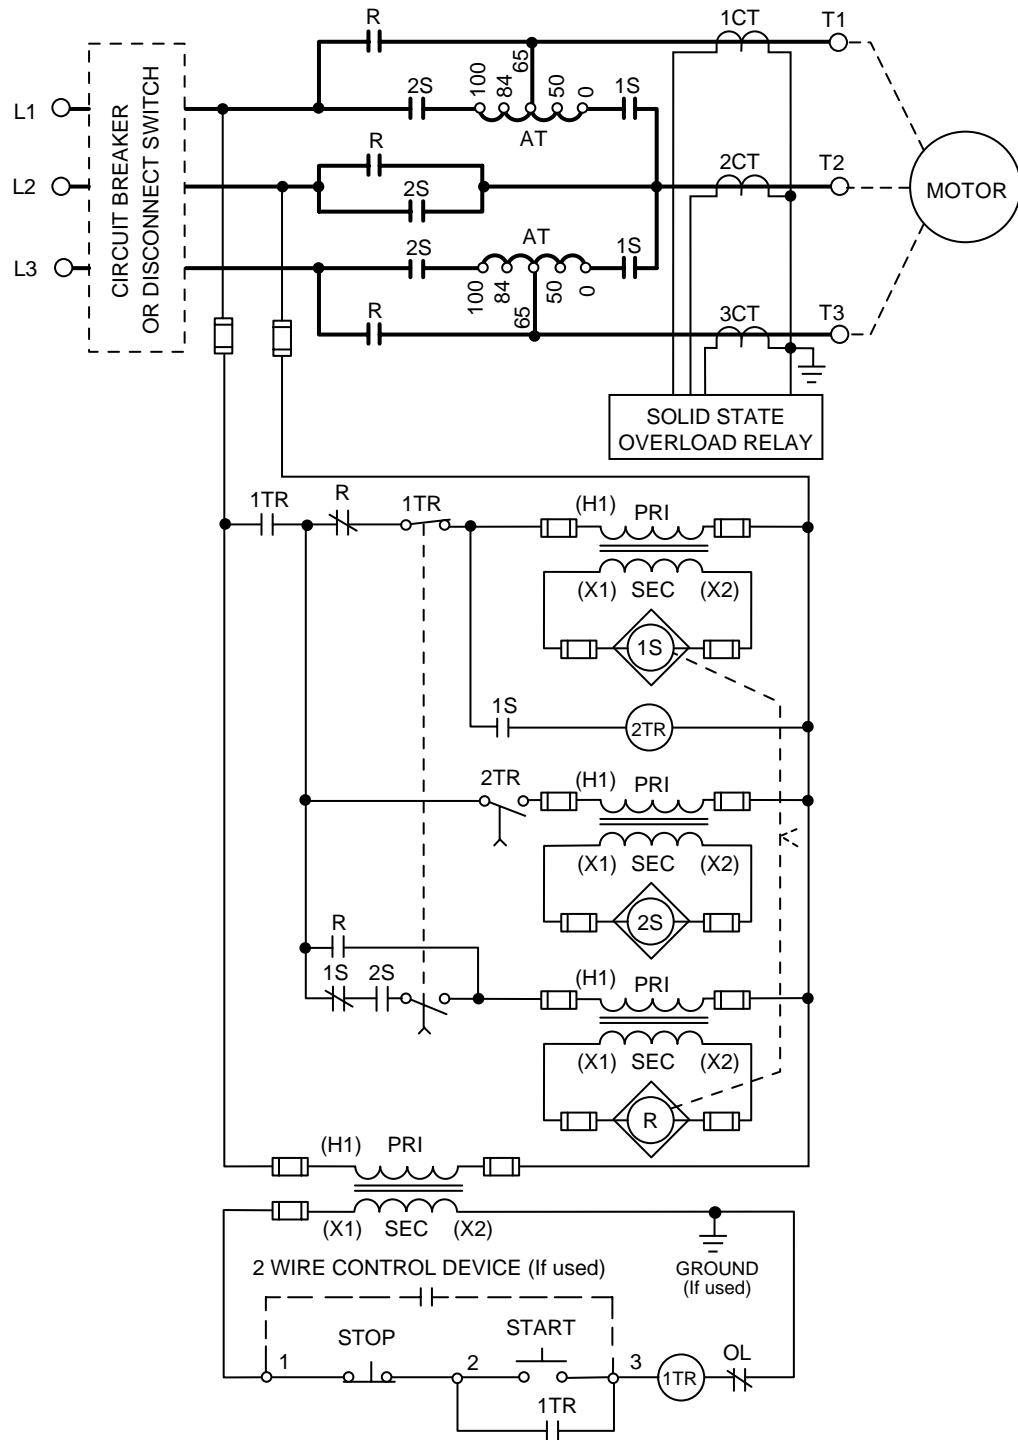 R
1CT
T1
65
100
84
50
0
2S
1S
L1
AT
CIRCUIT BREAKER
OR DISCONNECT SWITCH
R
2CT
T2
L2
2S
MOTOR
2S
AT
1S
L3
100
84
65
50
0
R
3CT
T3
SOLID STATE
OVERLOAD RELAY
1TR
R
1TR
(H1)
PRI
(X1)
SEC
(X2)
1S
1S
2TR
2TR
(H1)
PRI
(X1)
SEC
(X2)
2S
R
1S
2S
(H1)
PRI
(X1)
SEC
(X2)
R
(H1)
PRI
(X1)
SEC
(X2)
2 WIRE CONTROL DEVICE (If used)
GROUND
(If used)
STOP
START
1
2
3
1TR
OL
1TR